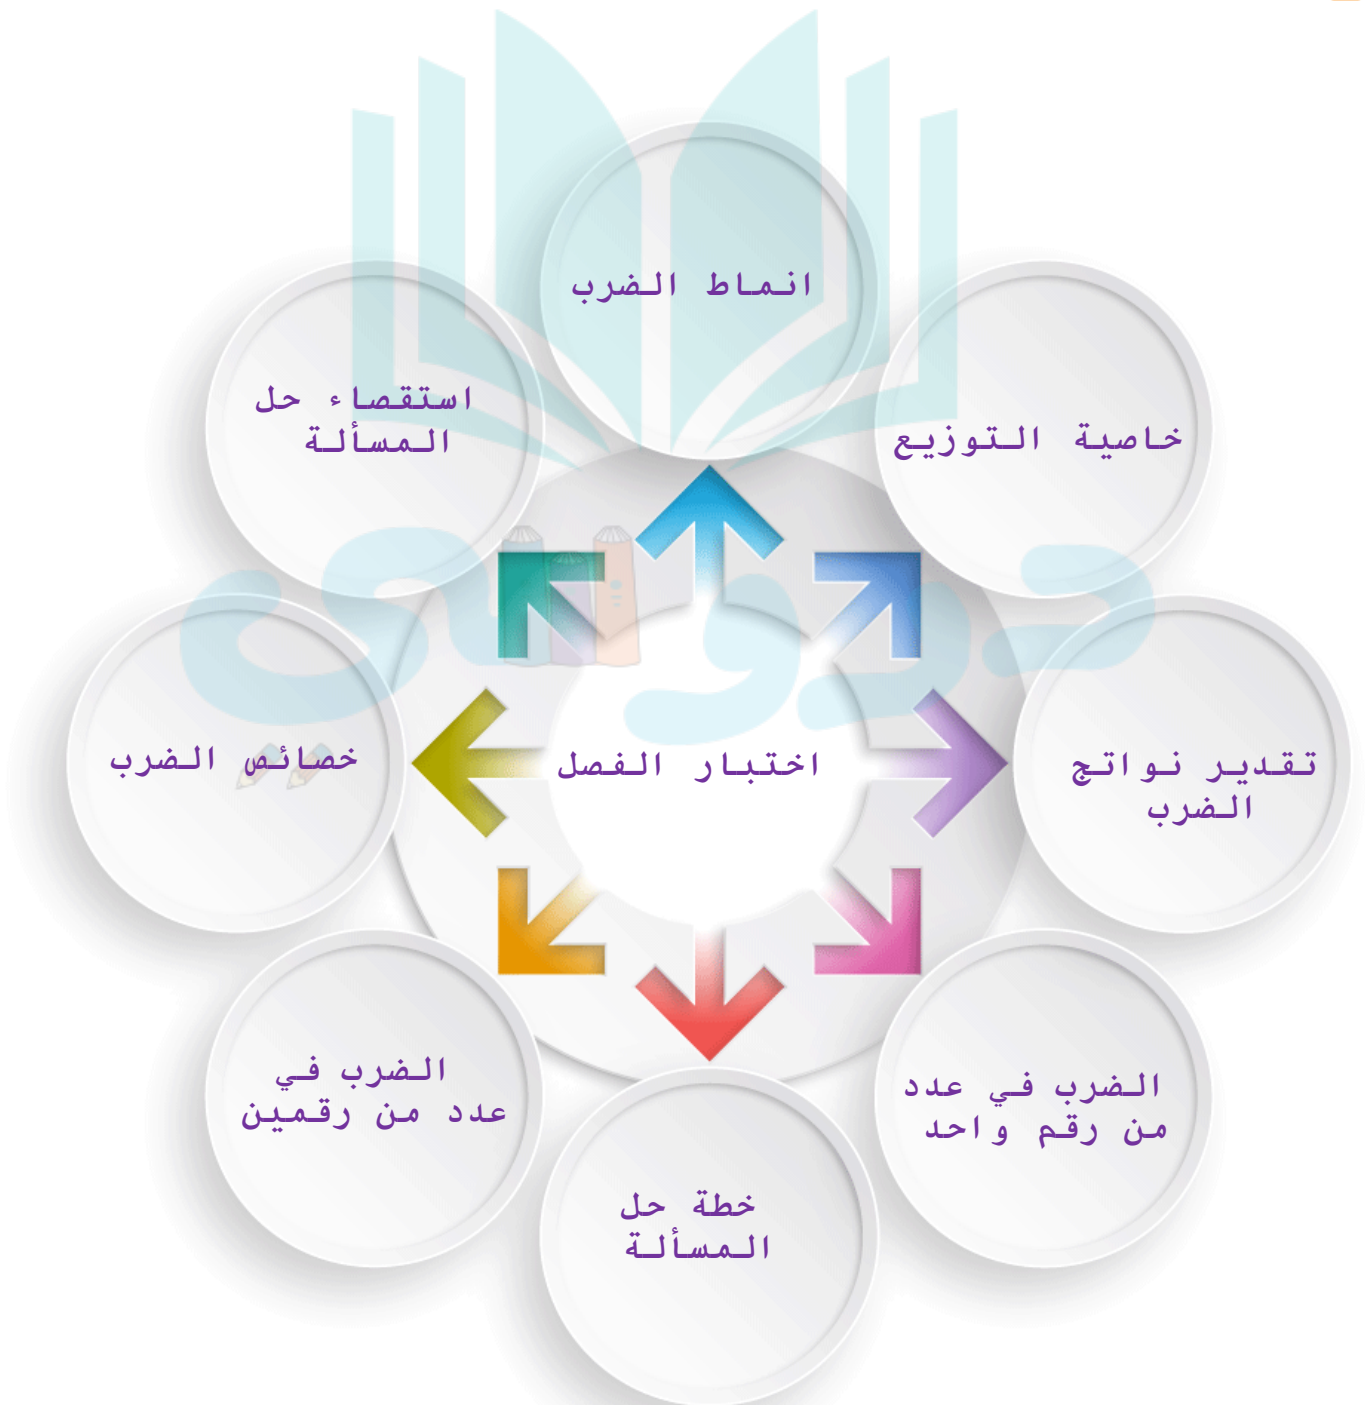 انماط الضرب
خاصية التوزيع
استقصاء حل
المسألة
تقدير نواتج
الضرب
اختبار الفصل
خصائص الضرب
الضرب في عدد
من رقم واحد
الضرب في
عدد من رقمين
خطة حل
المسألة
دروسي